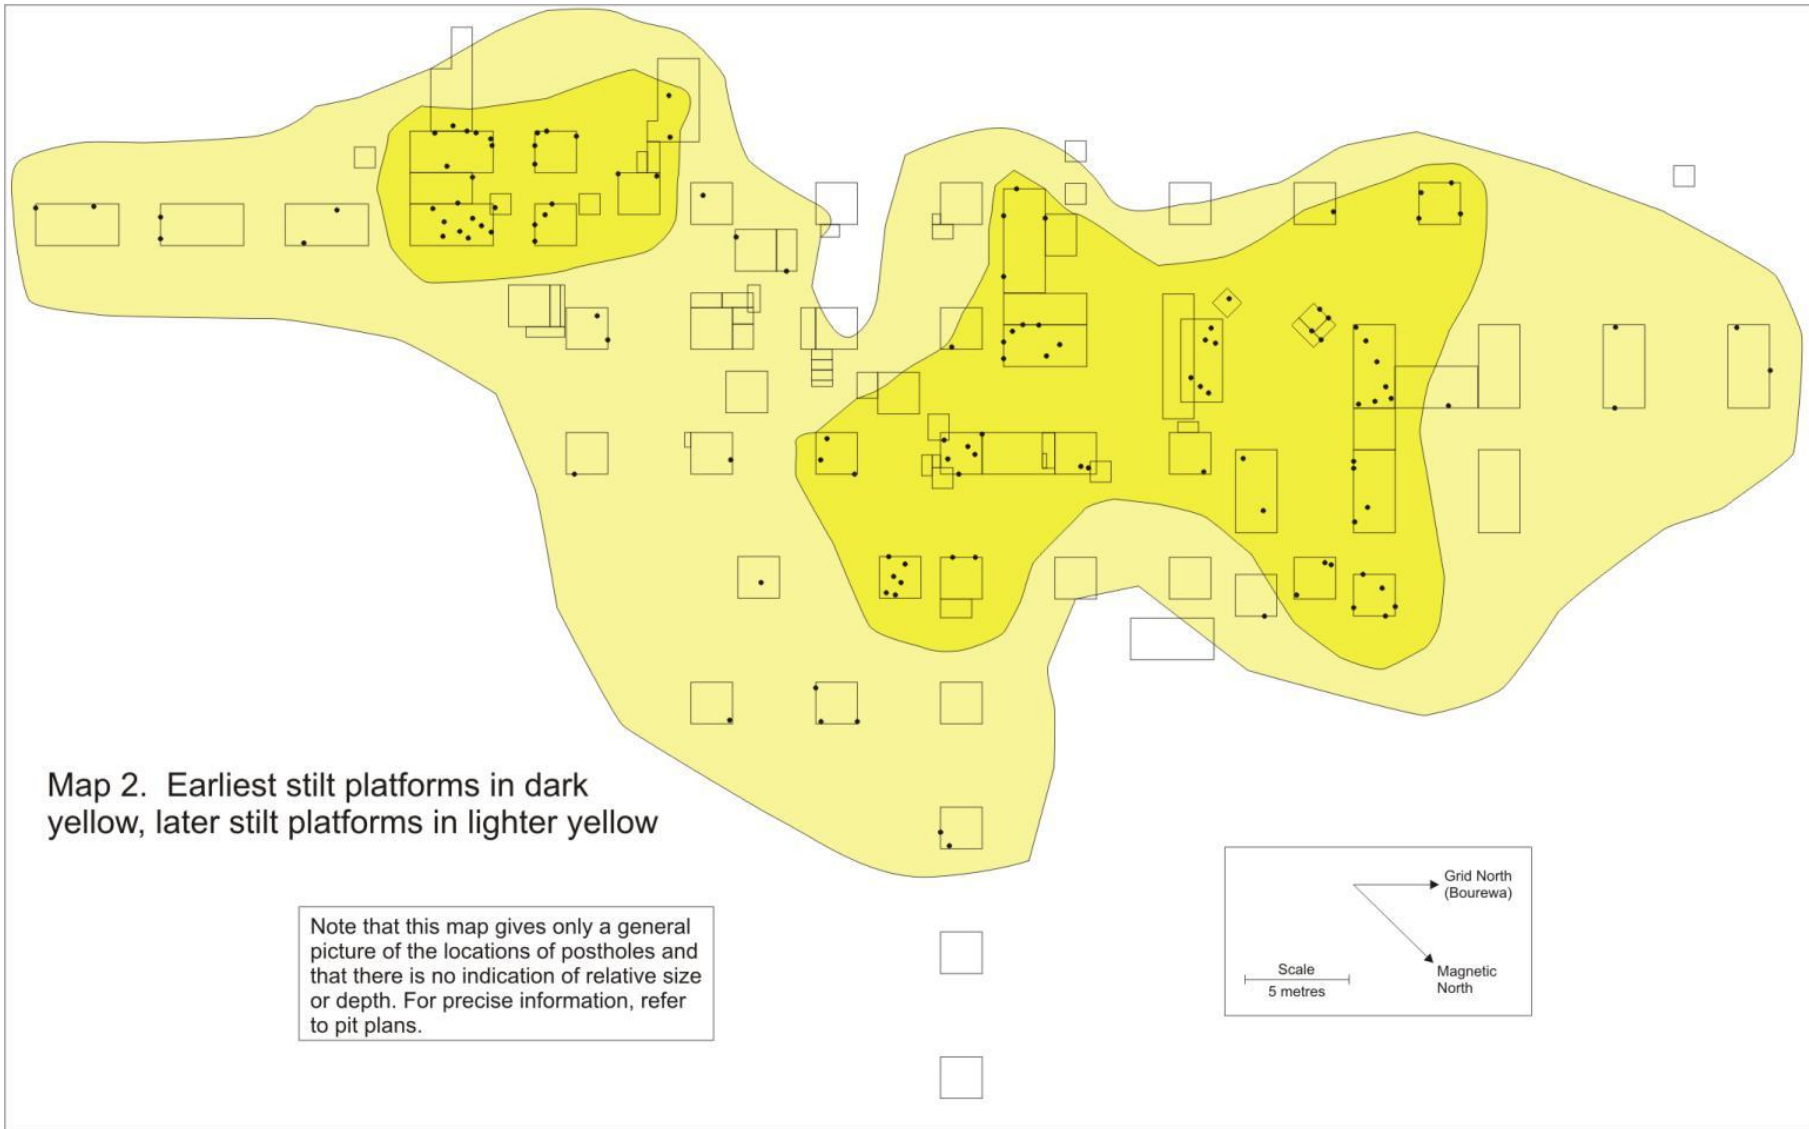 Map 2.  Earliest stilt platforms in dark
yellow, later stilt platforms in lighter yellow
Note that this map gives only a general
picture of the locations of postholes and
that there is no indication of relative size
or depth. For precise information, refer
to pit plans.
Grid North
(Bourewa)
Scale
5 metres
Magnetic
North